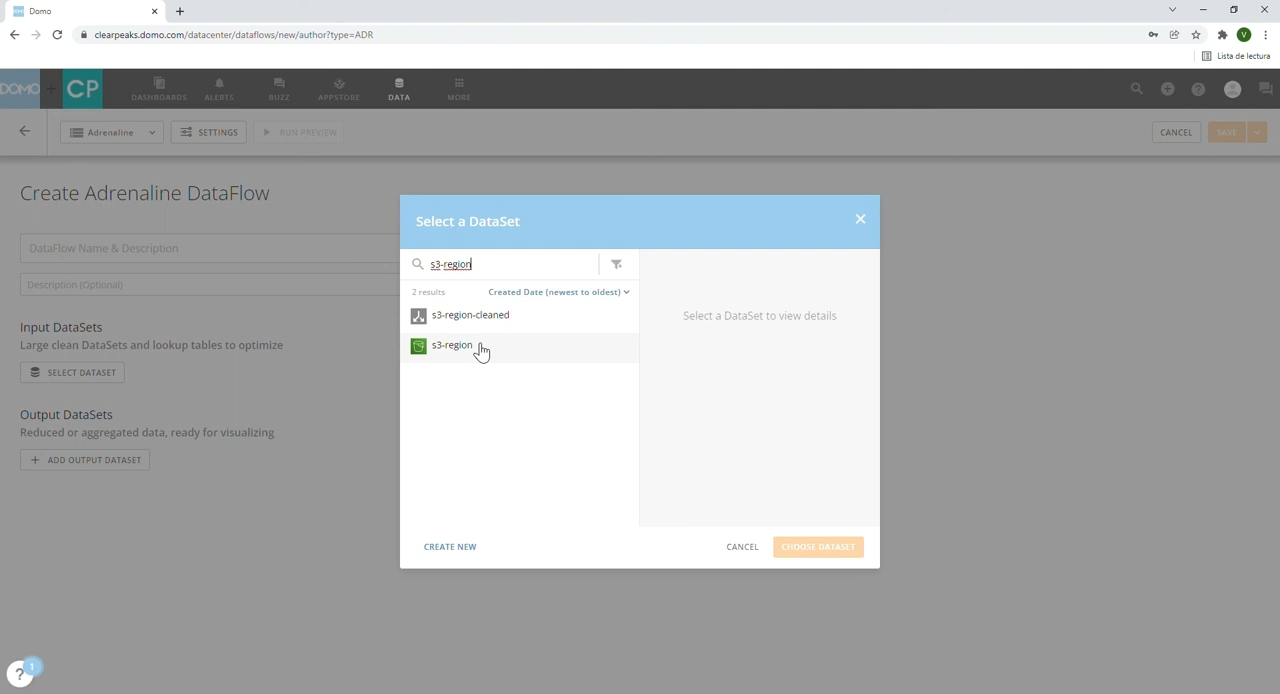 Domo
clearpeaks.domo.com/datacenter/dataflows/new/author?type=ADR
V
Lista de lectura
DOMO + CP DASHBOARDS ALERTS BUZZ APPSTORE DATA MORE
Adrenaline SETTINGS RUN PREVIEW CANCEL SAVE
Create Adrenaline DataFlow
DataFlow Name & Description
Description (Optional)
Input DataSets
Large clean DataSets and lookup tables to optimize
SELECT DATASET
Output DataSets
Reduced or aggregated data, ready for visualizing
+ ADD OUTPUT DATASET
Select a DataSet
s3-region
2 results Created Date (newest to oldest)
s3-region-cleaned
s3-region
Select a DataSet to view details
CREATE NEW CANCEL CHOOSE DATASET
? 1